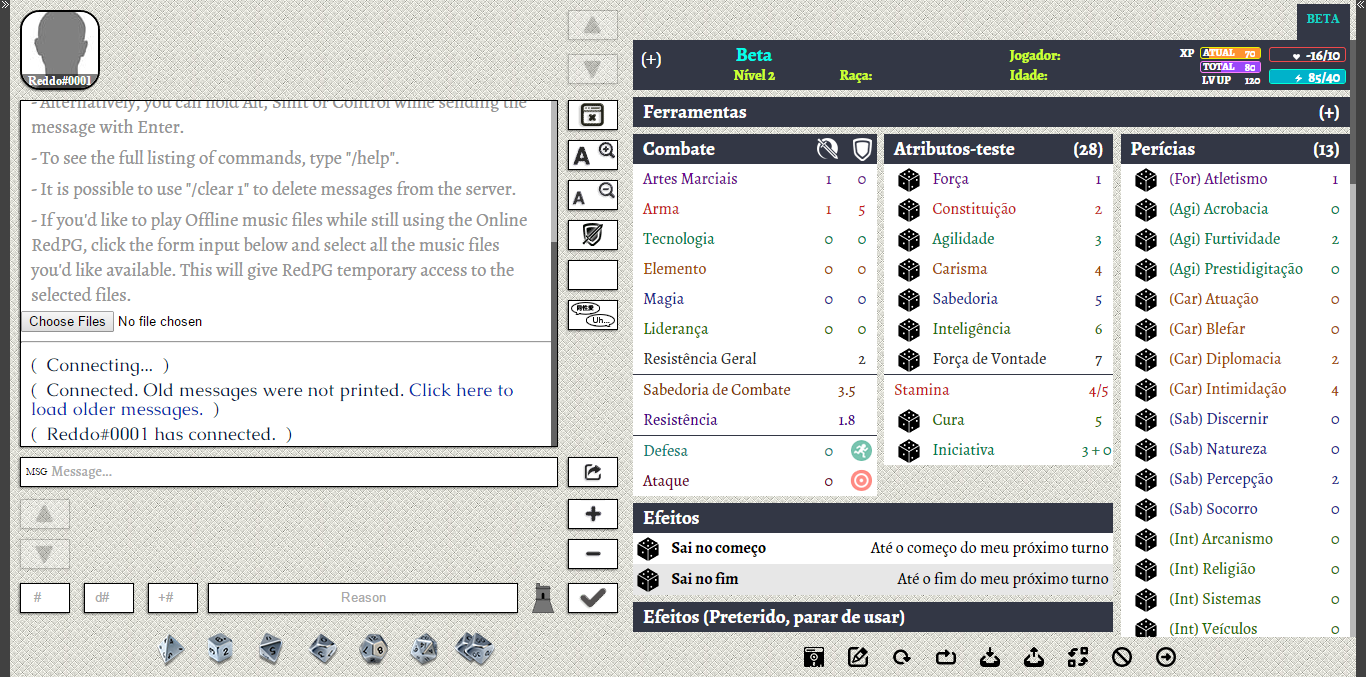 Reddo#0001
- Alternatively, you can hold Alt, Shift or Control while sending the
message with Enter.
- To see the full listing of commands, type "/help".
- It is possible to use "/clear 1" to delete messages from the server.
- If you'd like to play Offline music files while still using the Online
RedPG, click the form input below and select all the music files
you'd like available. This will give RedPG temporary access to the
selected files.
Choose Files No file chosen
( Connecting... )
( Connected. Old messages were not printed. Click here to
load older messages. )
( Reddo#0001 has connected. )
MSG Message...
# d# +# Reason
A
A
Uh...
BETA
(+) Beta Jogador:
Nível 2 Raça: Idade:
XP ATUAL 70
TOTAL 80
LV UP 120
-16/10
85/40
Ferramentas (+)
Combate
Artes Marciais 1 0
Arma 1 5
Tecnologia 0 0
Elemento 0 0
Magia 0 0
Liderança 0 0
Resistência Geral 2
Sabedoria de Combate 3.5
Resistência 1.8
Defesa 0
Ataque 0
Atributos-teste (28)
Força 1
Constituição 2
Agilidade 3
Carisma 4
Sabedoria 5
Inteligência 6
Força de Vontade 7
Stamina 4/5
Cura 5
Iniciativa 3 + 0
Perícias (13)
(For) Atletismo 1
(Agi) Acrobacia 0
(Agi) Furtividade 2
(Agi) Prestidigitação 0
(Car) Atuação 0
(Car) Blefar 0
(Car) Diplomacia 2
(Car) Intimidação 4
(Sab) Discernir 0
(Sab) Natureza 0
(Sab) Percepção 2
(Sab) Socorro 0
(Int) Arcanismo 0
(Int) Religião 0
(Int) Sistemas 0
(Int) Veículos 0
Efeitos
Sai no começo Até o começo do meu próximo turno
Sai no fim Até o fim do meu próximo turno
Efeitos (Preterido, parar de usar)